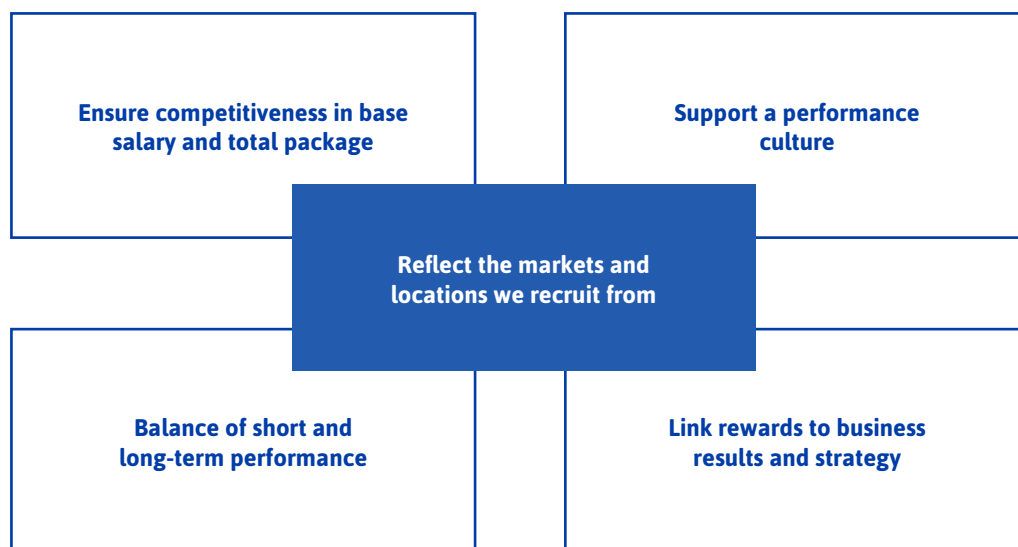 Ensure competitiveness in base
salary and total package
Support a performance
culture
Reflect the markets and
locations we recruit from
Balance of short and
long-term performance
Link rewards to business
results and strategy